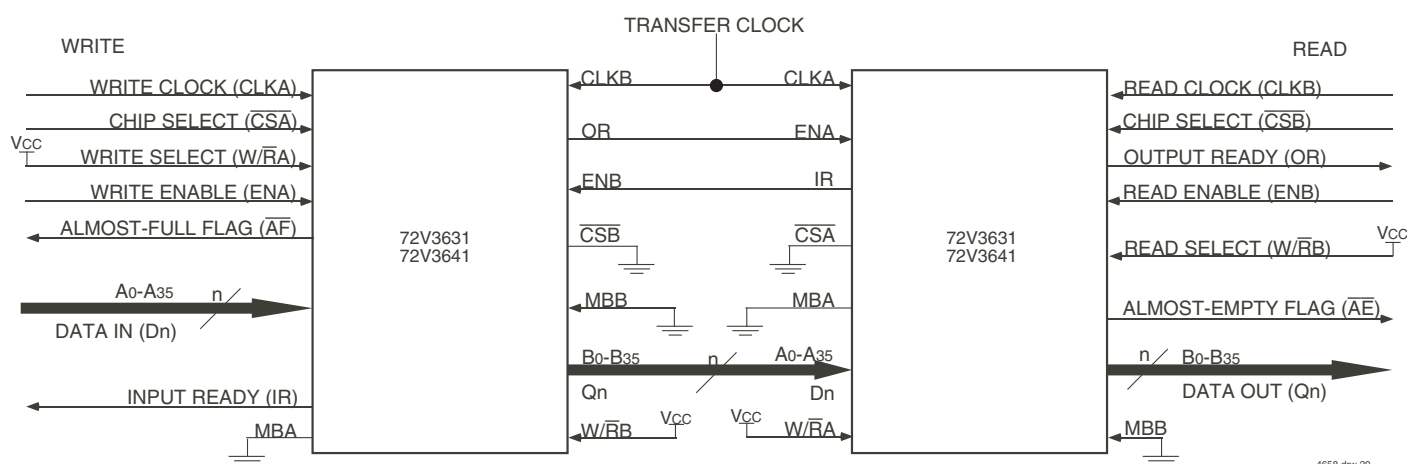 TRANSFER CLOCK
WRITE
READ
WRITE CLOCK (CLKA)
CHIP SELECT (CSA)
VCC
WRITE SELECT (W/RA)
WRITE ENABLE (ENA)
ALMOST-FULL FLAG (AF)
A0-A35
n
DATA IN (Dn)
INPUT READY (IR)
MBA
72V3631
72V3641
CLKB
CLKA
OR
ENA
ENB
IR
CSB
CSA
MBB
MBA
B0-B35
n
A0-A35
Qn
Dn
VCC
VCC
W/RB
W/RA
72V3631
72V3641
READ CLOCK (CLKB)
CHIP SELECT (CSB)
OUTPUT READY (OR)
READ ENABLE (ENB)
VCC
READ SELECT (W/RB)
ALMOST-EMPTY FLAG (AE)
n
B0-B35
DATA OUT (Qn)
MBB